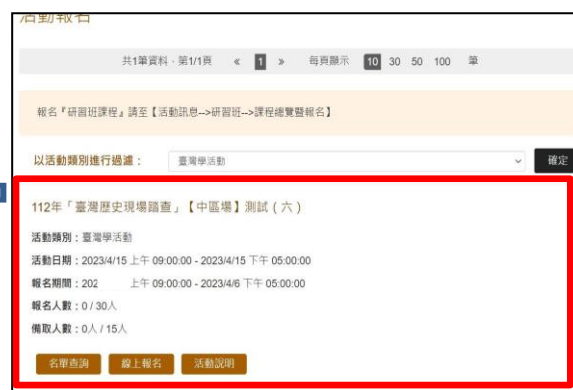 活動報名
共1筆資料，第1/1頁 « 1 » 每頁顯示 10 30 50 100 筆
報名『研習班課程』請至【活動訊息-->研習班-->課程總覽暨報名】
以活動類別進行過濾： 臺灣學活動 確定
112年「臺灣歷史現場踏查」【中區場】測試 ( 六 )
活動類別：臺灣學活動
活動日期：2023/4/15 上午 09:00:00 - 2023/4/15 下午 05:00:00
報名期間：202 上午 09:00:00 - 2023/4/6 下午 05:00:00
報名人數：0 / 30人
備取人數：0人 / 15人
名單查詢 線上報名 活動說明